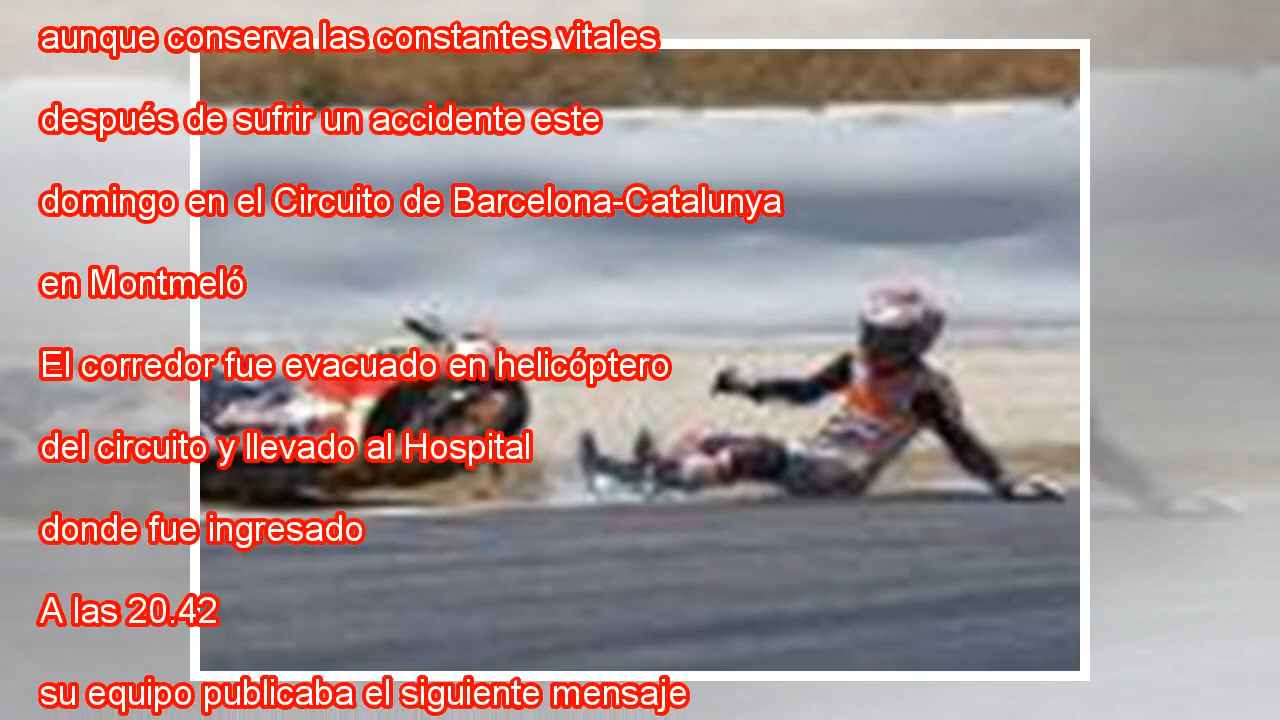 aunque conserva las constantes vitales
después de sufrir un accidente este
domingo en el Circuito de Barcelona-Catalunya
en Montmeló
El corredor fue evacuado en helicóptero
del circuito y llevado al Hospital
donde fue ingresado
A las 20.42
su equipo publicaba el siguiente mensaje